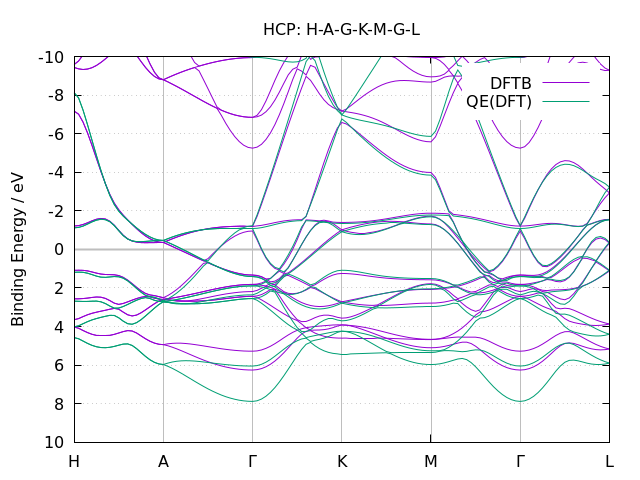 HCP: H-A-G-K-M-G-L
-10
-8
-6
-4
-2
0
2
4
6
8
10
Binding Energy / eV
DFTB
QE(DFT)
H A Γ K M Γ L